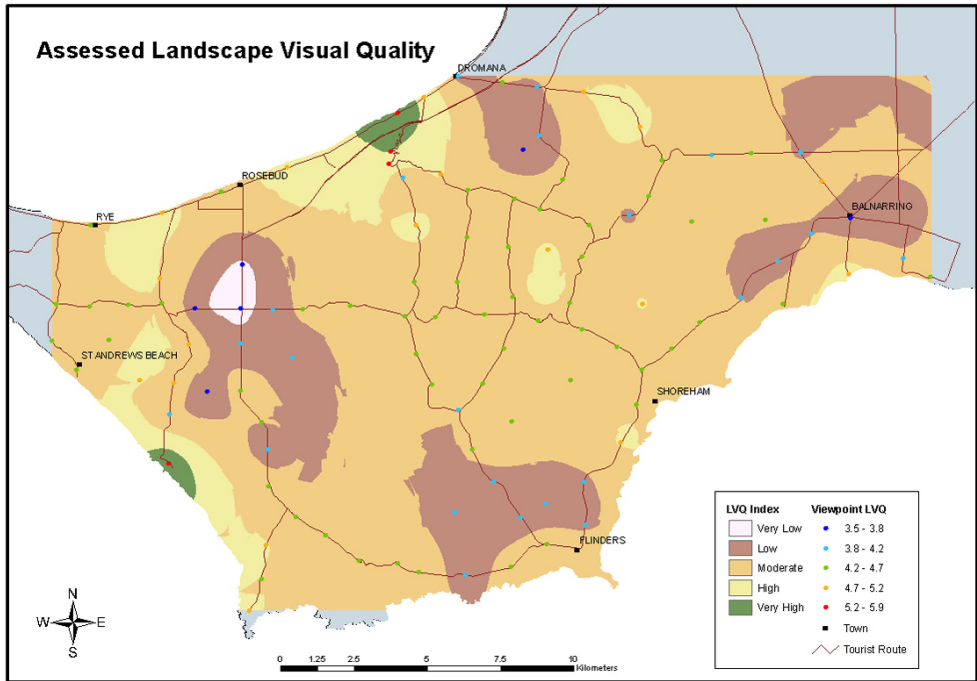 Assessed Landscape Visual Quality
DROMANA
ROSEBUD
RYE
BALNARRING
ST ANDREWS BEACH
SHOREHAM
FLINDERS
LVQ Index
Very Low
Low
Moderate
High
Very High
Viewpoint LVQ
3.5 - 3.8
3.8 - 4.2
4.2 - 4.7
4.7 - 5.2
5.2 - 5.9
Town
Tourist Route
N
W E
S
0 1.25 2.5 5 7.5 10
Kilometers